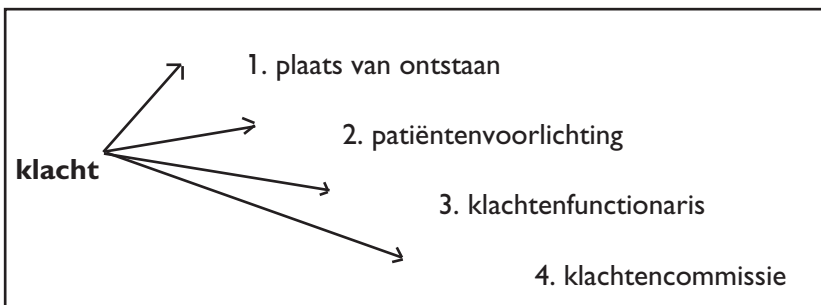 1. plaats van ontstaan
2. patiëntenvoorlichting
klacht
3. klachtenfunctionaris
4. klachtencommissie